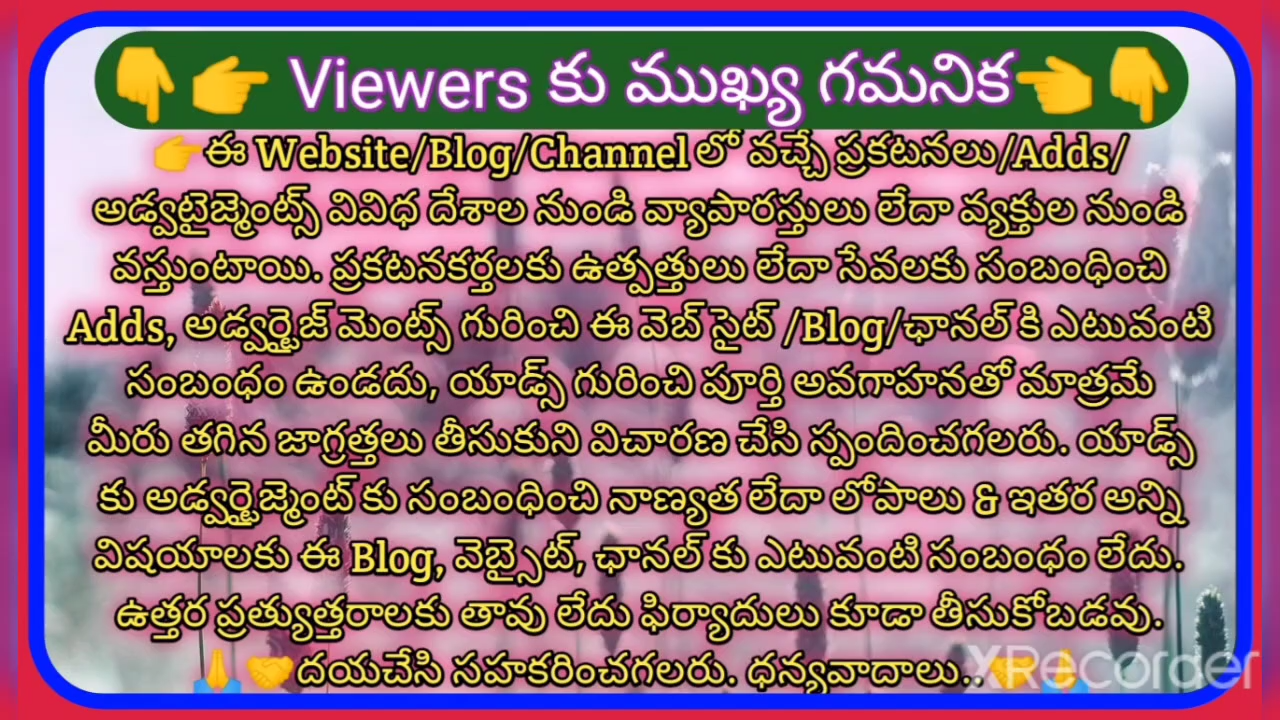 👇👉 Viewers కు ముఖ్య గమనిక👈👇
👉ఈ Website/Blog/Channel లో వచ్చే ప్రకటనలు/Adds/
అడ్వటైజ్మెంట్స్ వివిధ దేశాల నుండి వ్యాపారస్తులు లేదా వ్యక్తుల నుండి
వస్తుంటాయి. ప్రకటనకర్తలకు ఉత్పత్తులు లేదా సేవలకు సంబంధించి
Adds, అడ్వర్టైజ్ మెంట్స్ గురించి ఈ వెబ్ సైట్ /Blog/ఛానల్ కి ఎటువంటి
సంబంధం ఉండదు, యాడ్స్ గురించి పూర్తి అవగాహనతో మాత్రమే
మీరు తగిన జాగ్రత్తలు తీసుకుని విచారణ చేసి స్పందించగలరు. యాడ్స్
కు అడ్వర్టైజ్మెంట్ కు సంబంధించి నాణ్యత లేదా లోపాలు & ఇతర అన్ని
విషయాలకు ఈ Blog, వెబ్సైట్, ఛానల్ కు ఎటువంటి సంబంధం లేదు.
ఉత్తర ప్రత్యుత్తరాలకు తావు లేదు ఫిర్యాదులు కూడా తీసుకోబడవు.
🙏🤝దయచేసి సహకరించగలరు. ధన్యవాదాలు..🤝🙏
XRecorder